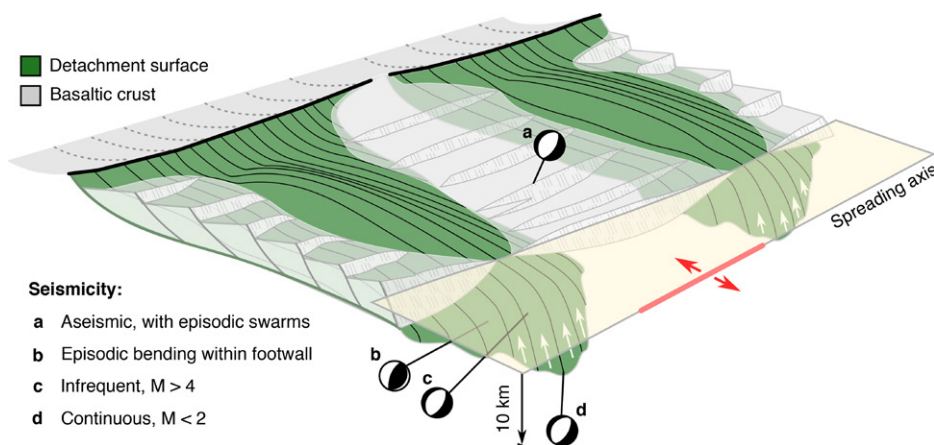 Detachment surface
Basaltic crust
a
Spreading axis
Seismicity:
a Aseismic, with episodic swarms
b Episodic bending within footwall
c Infrequent, M > 4
d Continuous, M < 2
b
c
10 km
d